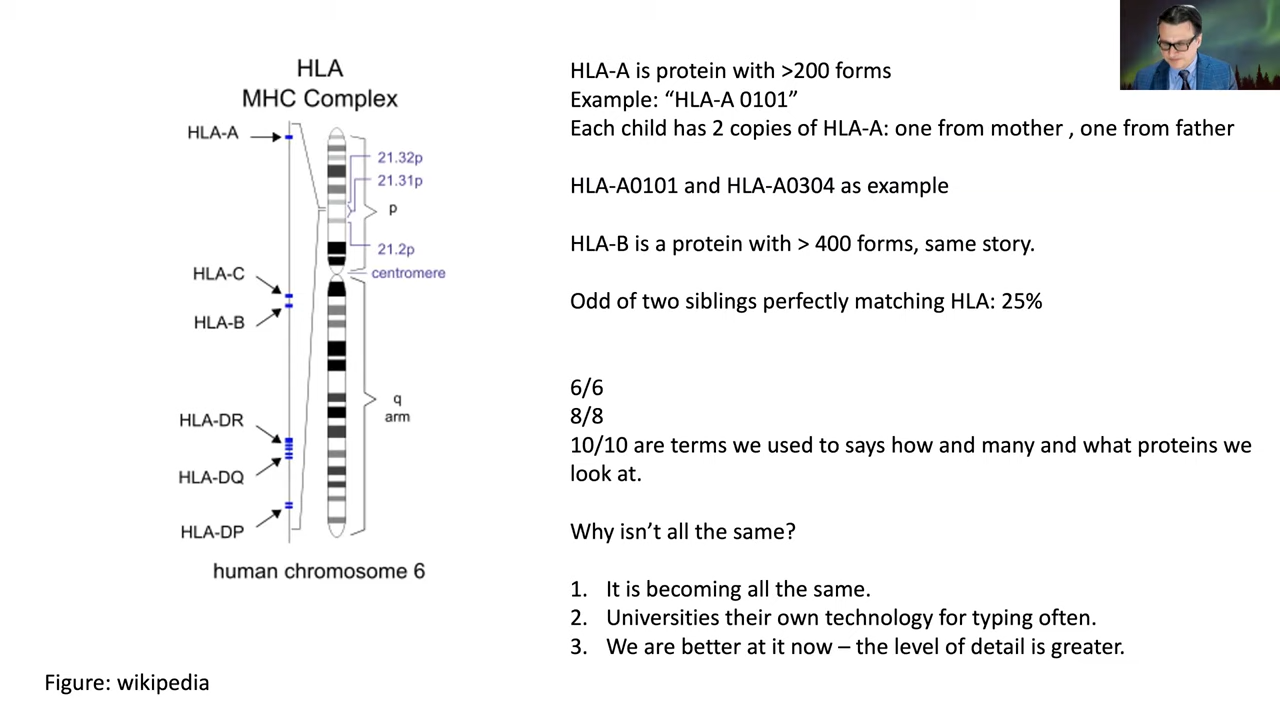 HLA
MHC Complex
HLA-A
21.32p
21.31p
p
21.2p
HLA-C
centromere
HLA-B
q
arm
HLA-DR
HLA-DQ
HLA-DP
human chromosome 6
Figure: wikipedia
HLA-A is protein with >200 forms
Example: “HLA-A 0101”
Each child has 2 copies of HLA-A: one from mother , one from father
HLA-A0101 and HLA-A0304 as example
HLA-B is a protein with > 400 forms, same story.
Odd of two siblings perfectly matching HLA: 25%
6/6
8/8
10/10 are terms we used to says how and many and what proteins we
look at.
Why isn’t all the same?
1. It is becoming all the same.
2. Universities their own technology for typing often.
3. We are better at it now – the level of detail is greater.